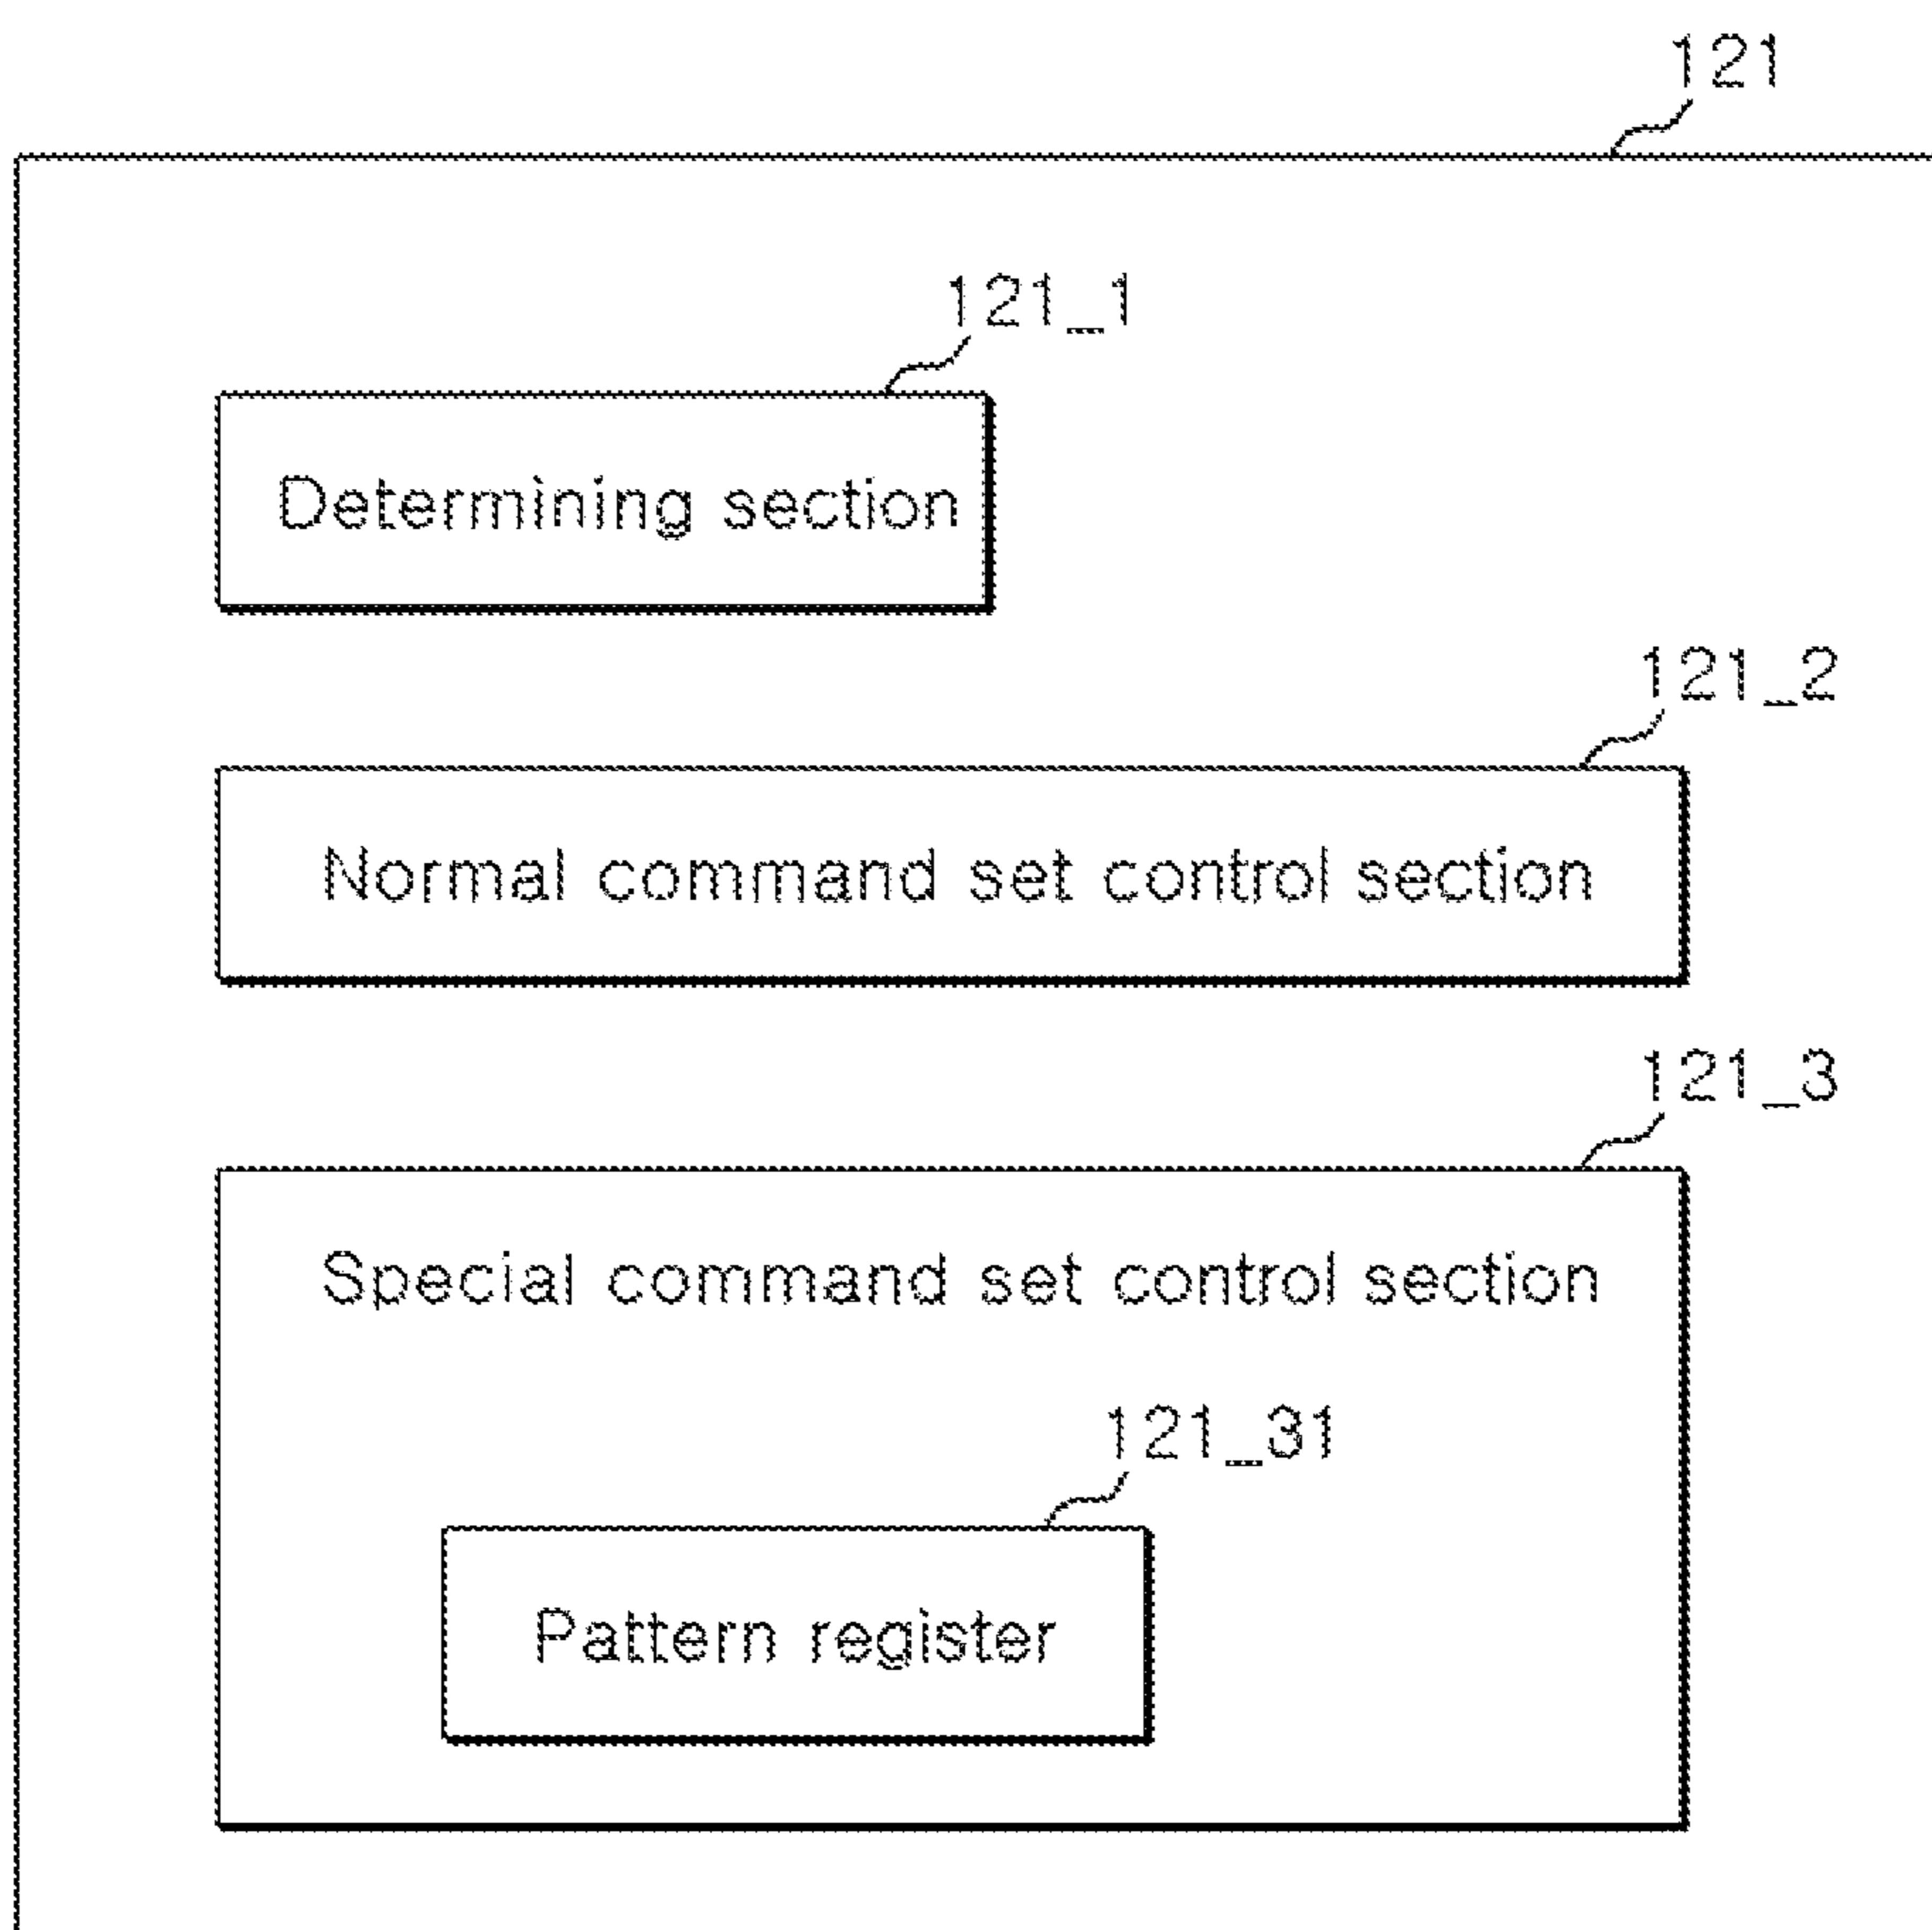 121
121_1
Determining section
121_2
Normal command set control section
121_3
Special command set control section
121_31
Pattern register